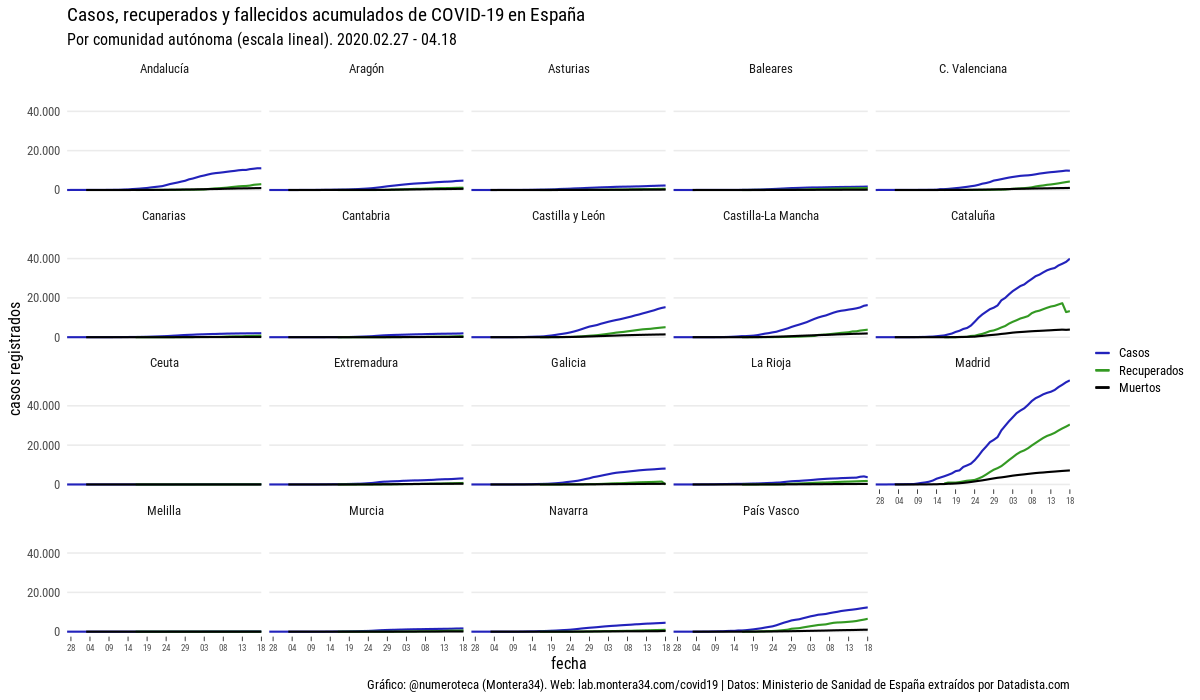 Casos, recuperados y fallecidos acumulados de COVID-19 en España
Por comunidad autónoma (escala lineal). 2020.02.27 - 04.18
Andalucía Aragón Asturias Baleares C. Valenciana
40.000
20.000
0
Canarias Cantabria Castilla y León Castilla-La Mancha Cataluña
40.000
20.000
0
Ceuta Extremadura Galicia La Rioja Madrid
40.000
20.000
0
28 04 09 14 19 24 29 03 08 13 18
Melilla Murcia Navarra País Vasco
40.000
20.000
0
28 04 09 14 19 24 29 03 08 13 18 28 04 09 14 19 24 29 03 08 13 18 28 04 09 14 19 24 29 03 08 13 18 28 04 09 14 19 24 29 03 08 13 18
casos registrados
fecha
Casos
Recuperados
Muertos
Gráfico: @numeroteca (Montera34). Web: lab.montera34.com/covid19 | Datos: Ministerio de Sanidad de España extraídos por Datadista.com